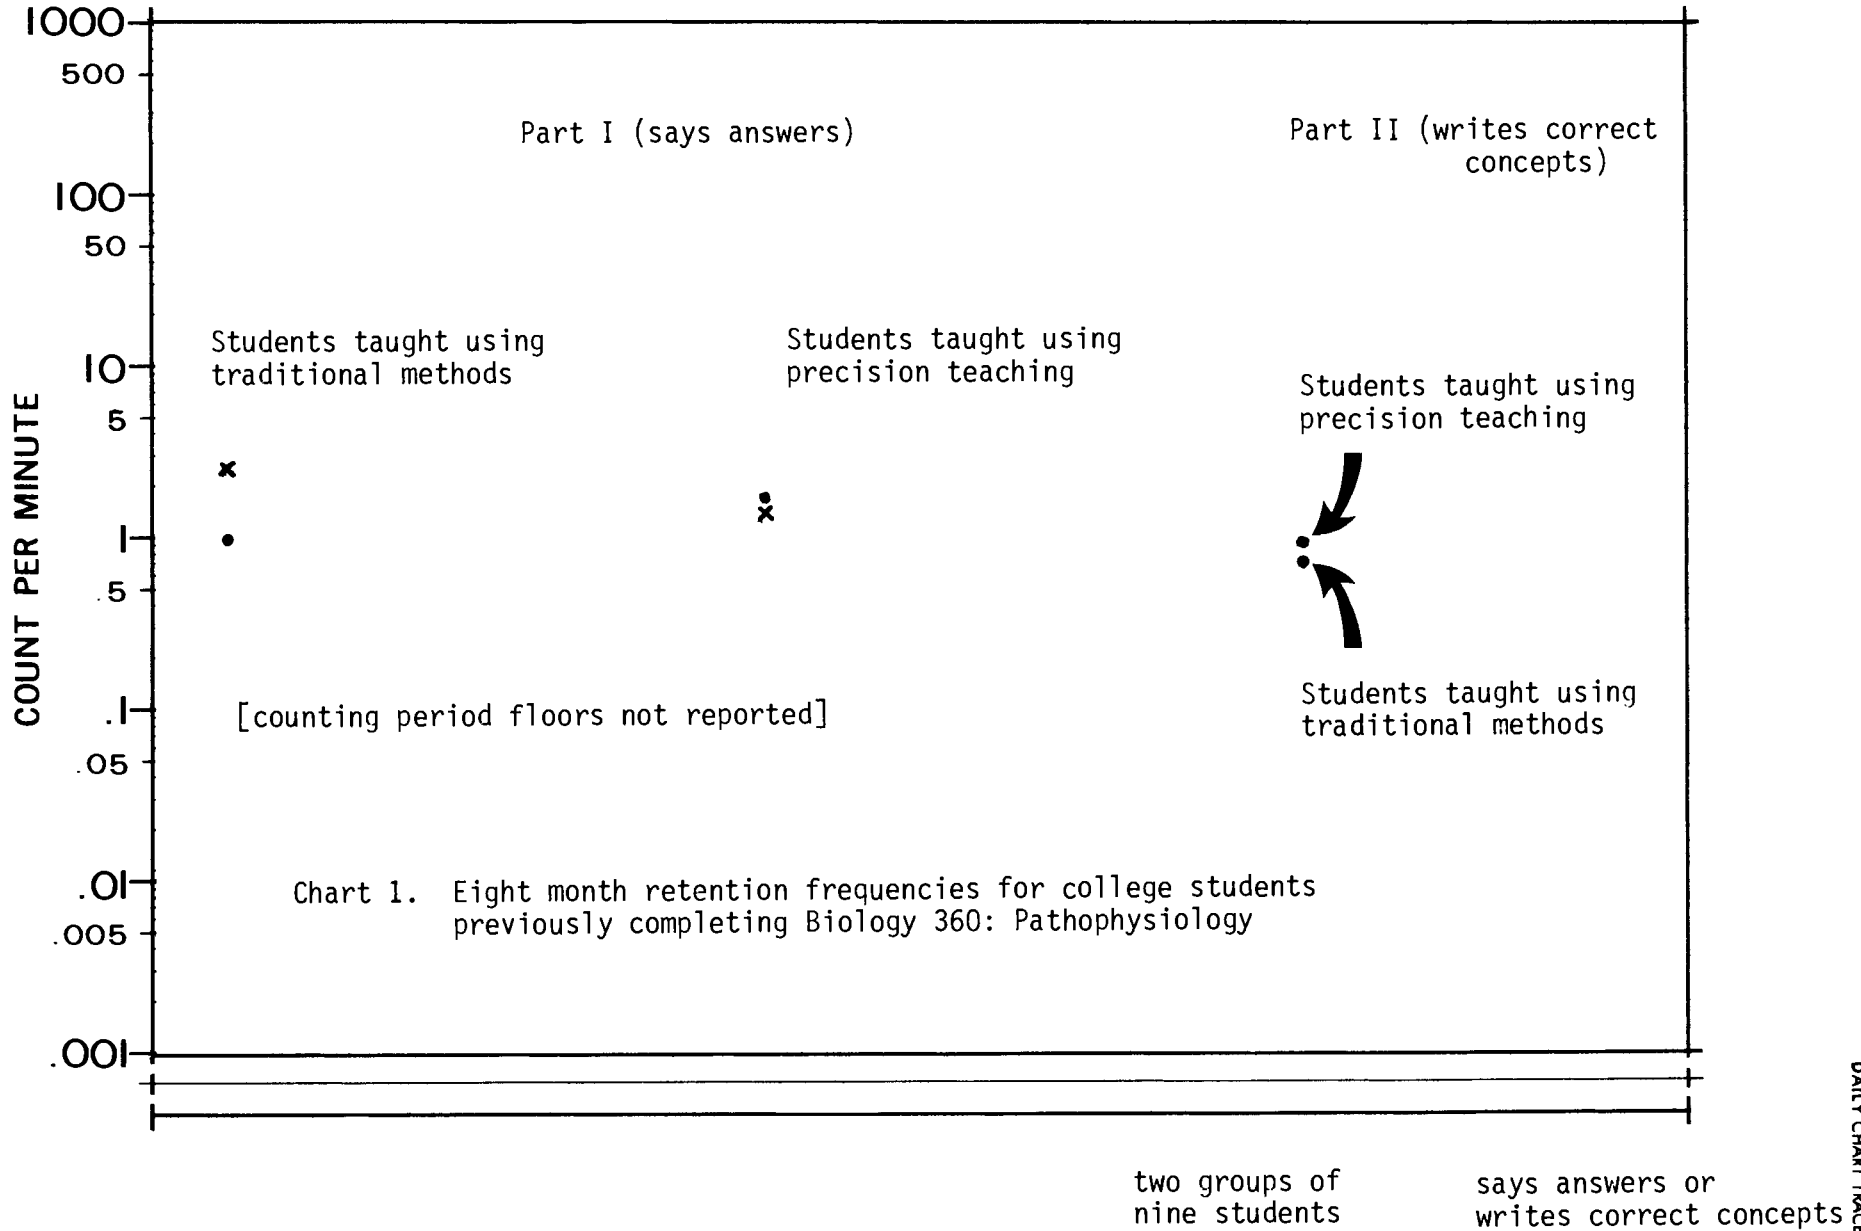 1000
500
100
50
10
5
1
.5
.1
.05
.01
.005
.001
COUNT PER MINUTE
Part I (says answers)
Part II (writes correct
concepts)
Students taught using
traditional methods
Students taught using
precision teaching
Students taught using
precision teaching
Students taught using
traditional methods
[counting period floors not reported]
Chart 1. Eight month retention frequencies for college students
previously completing Biology 360: Pathophysiology
two groups of
nine students
says answers or
writes correct concepts
DAILY CHART